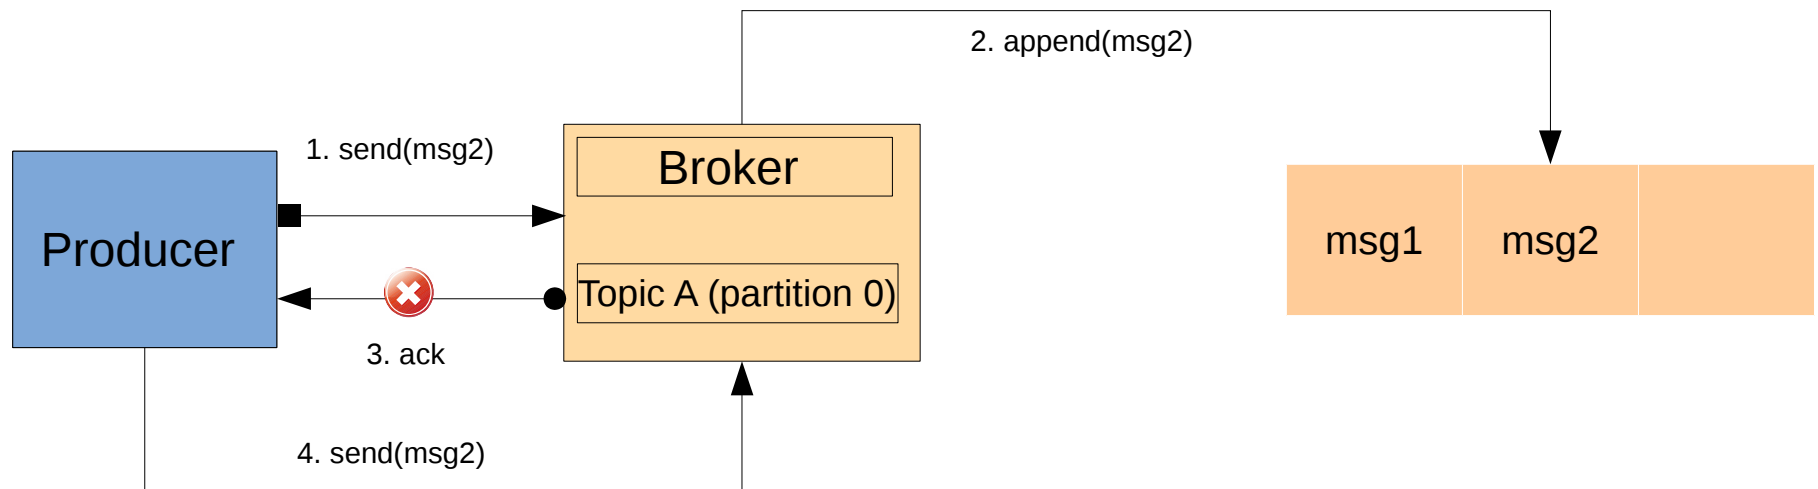 2. append(msg2)
1. send(msg2)
Broker
Producer
msg1
msg2
Topic A (partition 0)
3. ack
4. send(msg2)